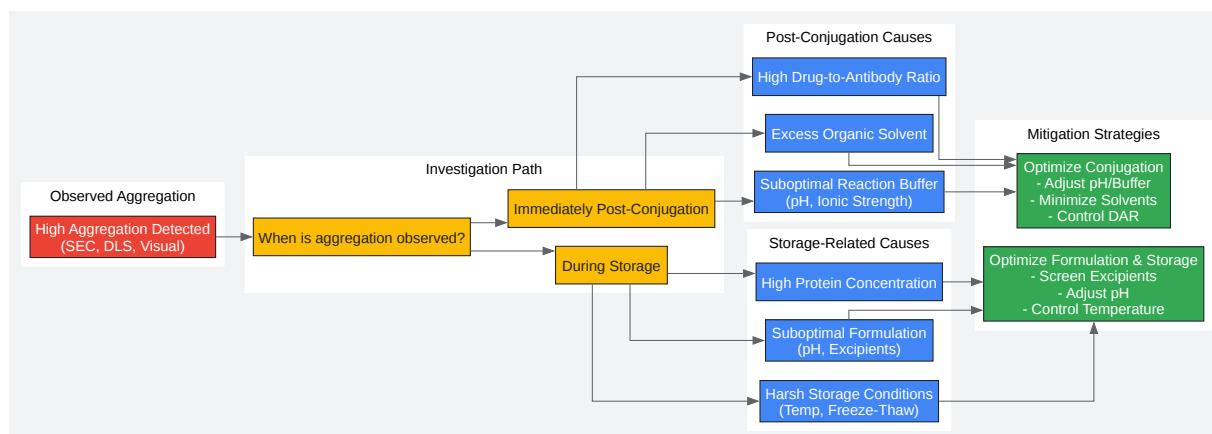 Observed Aggregation
High Aggregation Detected
(SEC, DLS, Visual)
Investigation Path
When is aggregation observed?
Immediately Post-Conjugation
During Storage
Post-Conjugation Causes
High Drug-to-Antibody Ratio
Excess Organic Solvent
Suboptimal Reaction Buffer
(pH, Ionic Strength)
Storage-Related Causes
High Protein Concentration
Suboptimal Formulation
(pH, Excipients)
Harsh Storage Conditions
(Temp, Freeze-Thaw)
Mitigation Strategies
Optimize Conjugation
- Adjust pH/Buffer
- Minimize Solvents
- Control DAR
Optimize Formulation & Storage
- Screen Excipients
- Adjust pH
- Control Temperature